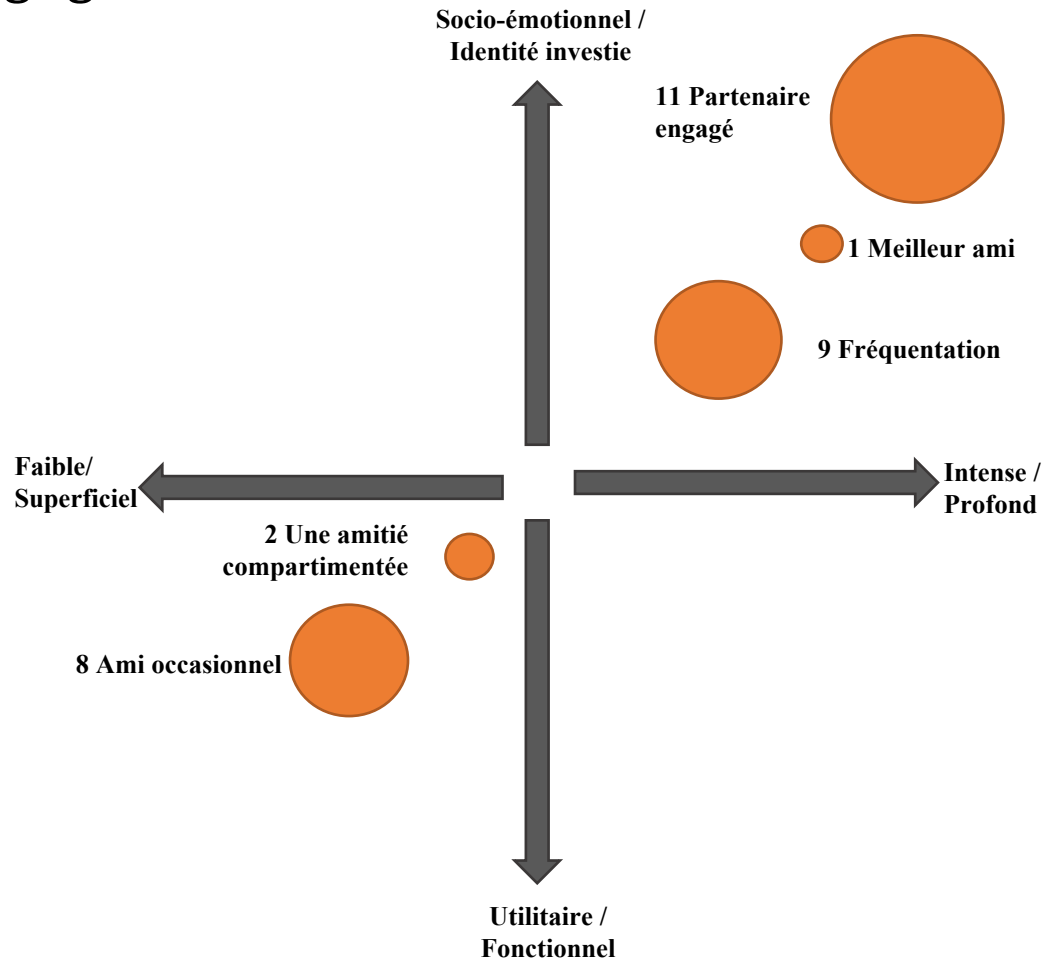 Socio-émotionnel /
Identité investie
11 Partenaire
engagé
1 Meilleur ami
9 Fréquentation
Faible/
Superficiel
Intense /
Profond
2 Une amitié
compartimentée
8 Ami occasionnel
Utilitaire /
Fonctionnel